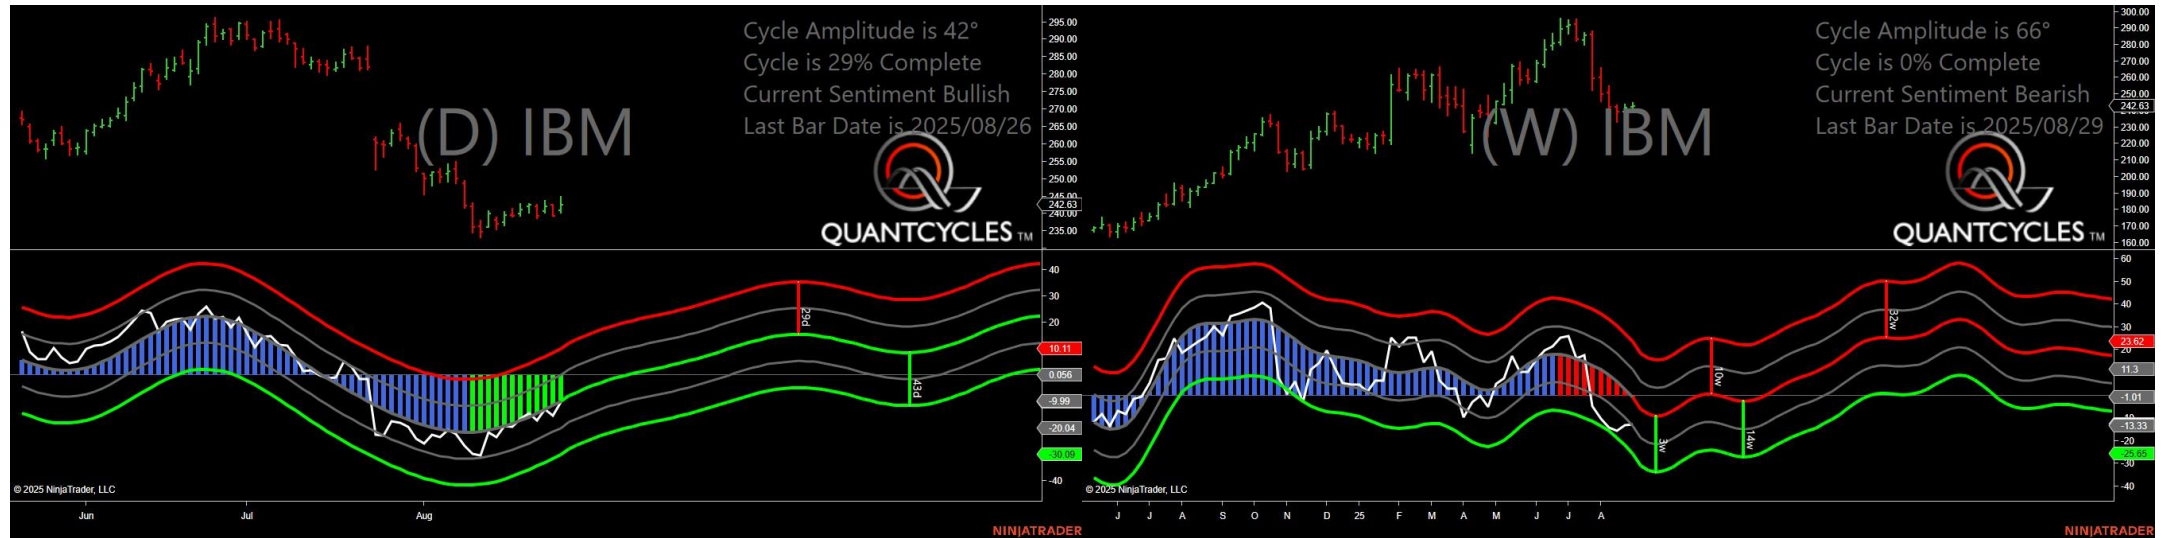 Cycle Amplitude is 42°
Cycle is 29% Complete
Current Sentiment Bullish
Last Bar Date is 2025/08/26
(D) IBM
QUANTCYCLES TM
295.00
285.00
280.00
275.00
270.00
265.00
260.00
255.00
250.00
245.00
242.63
240.00
235.00
40
30
20
10.11
0.056
-9.99
-20.04
-30.09
-40
29d
43d
© 2025 NinjaTrader, LLC
Jun Jul Aug
NINJATRADER
Cycle Amplitude is 66°
Cycle is 0% Complete
Current Sentiment Bearish
Last Bar Date is 2025/08/29
(W) IBM
QUANTCYCLES TM
300.00
290.00
280.00
270.00
260.00
250.00
242.63
230.00
220.00
210.00
200.00
190.00
180.00
170.00
160.00
60
50
40
30
23.62
20
11.3
-1.01
-13.33
-20
-25.65
-30
-40
3w
10w
14w
32w
© 2025 NinjaTrader, LLC
J J A S O N D 25 F M A M J J A
NINJATRADER